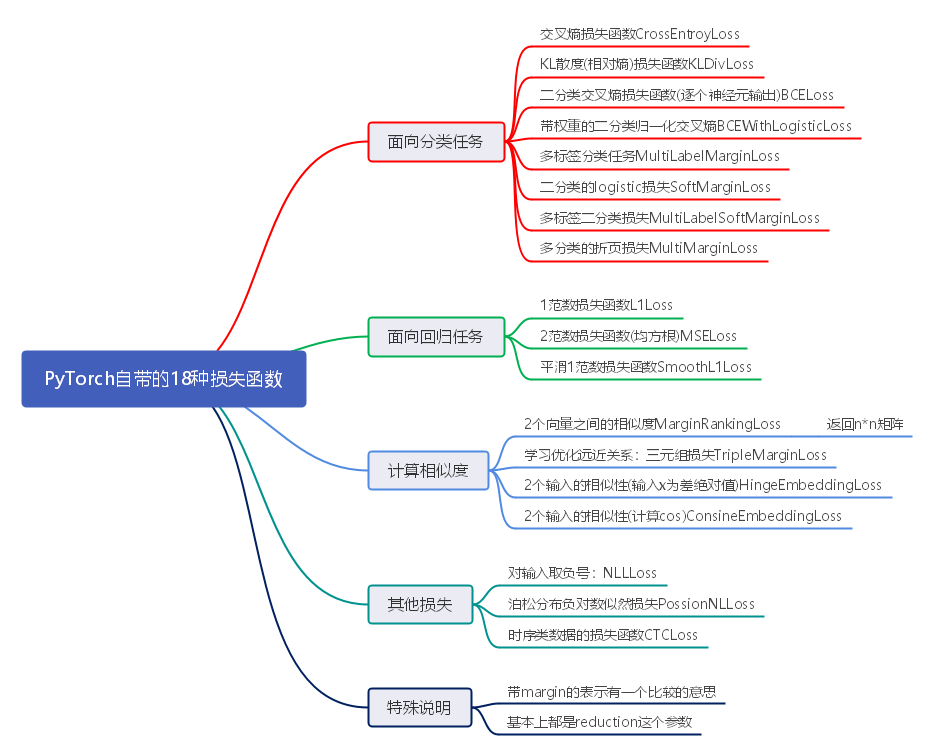 PyTorch自带的18种损失函数
面向分类任务
交叉熵损失函数CrossEntroyLoss
KL散度(相对熵)损失函数KLDivLoss
二分类交叉熵损失函数(逐个神经元输出)BCELoss
带权重的二分类归一化交叉熵BCEWithLogisticLoss
多标签分类任务MultiLabelMarginLoss
二分类的logistic损失SoftMarginLoss
多标签二分类损失MultiLabelSoftMarginLoss
多分类的折页损失MultiMarginLoss
面向回归任务
1范数损失函数L1Loss
2范数损失函数(均方根)MSELoss
平滑1范数损失函数SmoothL1Loss
计算相似度
2个向量之间的相似度MarginRankingLoss 返回n*n矩阵
学习优化远近关系：三元组损失TripleMarginLoss
2个输入的相似性(输入x为差绝对值)HingeEmbeddingLoss
2个输入的相似性(计算cos)ConsineEmbeddingLoss
其他损失
对输入取负号：NLLLoss
泊松分布负对数似然损失PossionNLLoss
时序类数据的损失函数CTCLoss
特殊说明
带margin的表示有一个比较的意思
基本上都是reduction这个参数